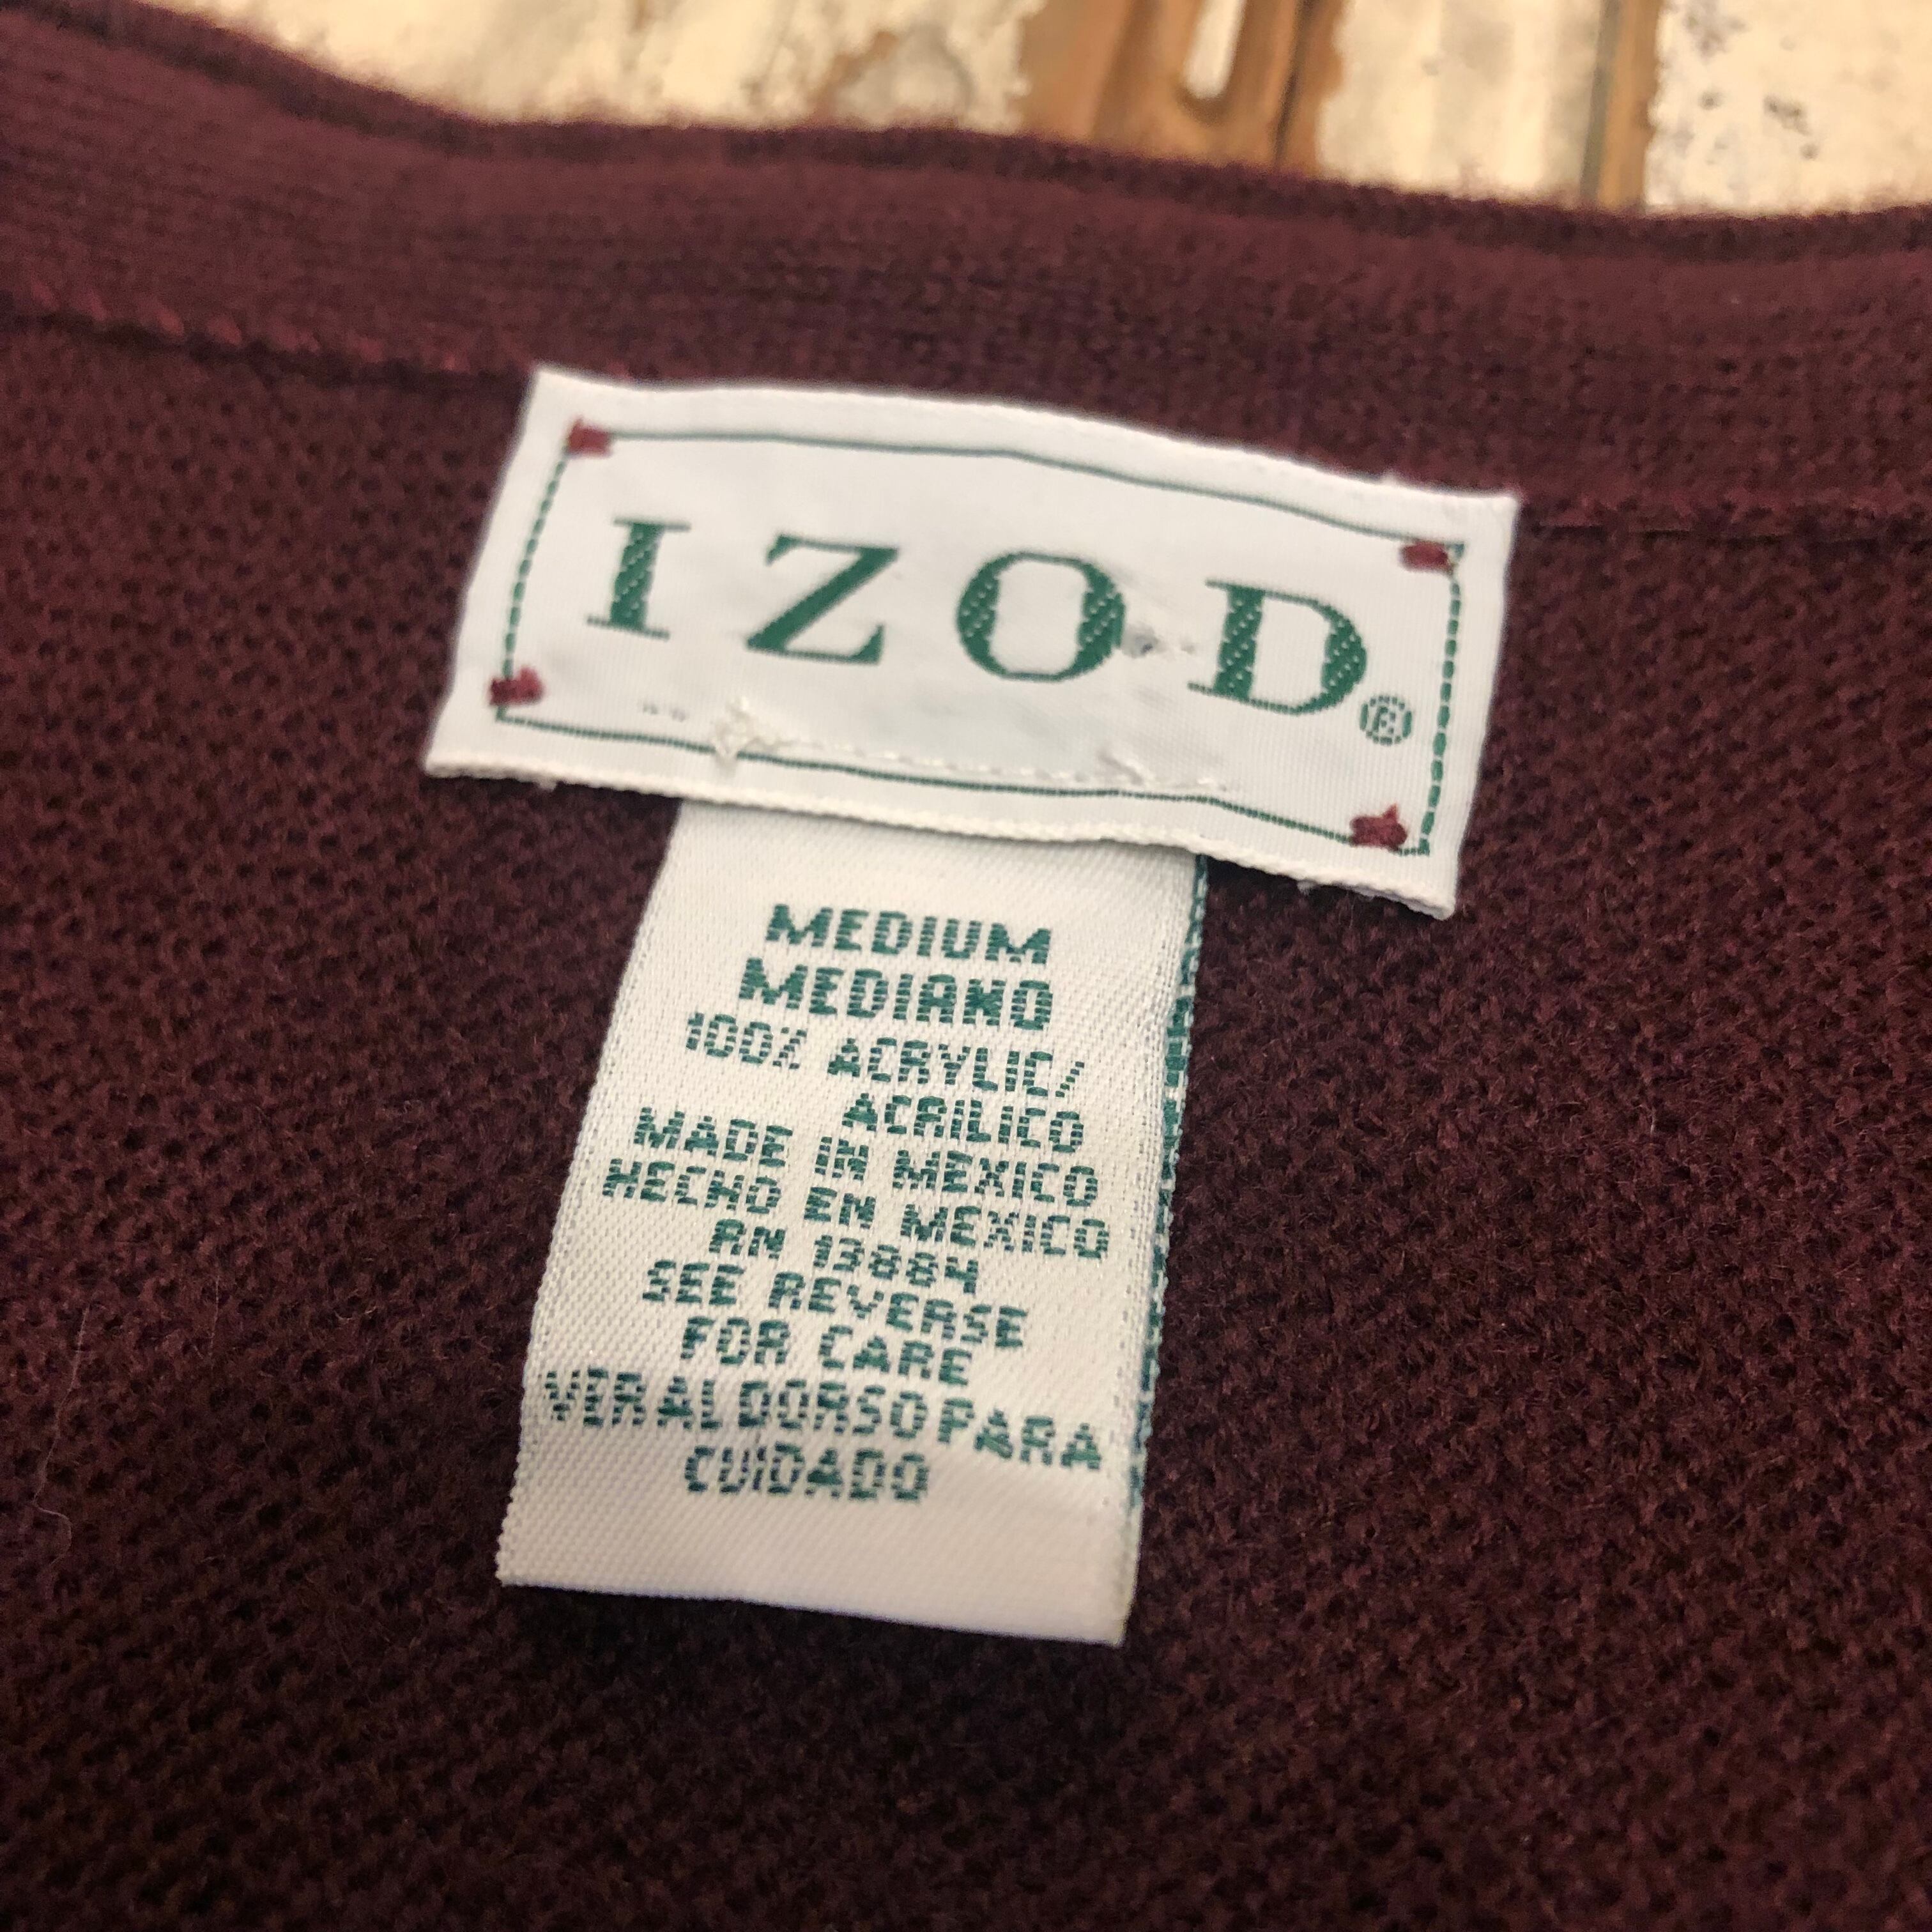 IZOD®
MEDIUM
MEDIANO
100% ACRYLIC/
ACRILICO
MADE IN MEXICO
HECHO EN MEXICO
RN 13884
SEE REVERSE
FOR CARE
VER AL DORSO PARA
CUIDADO